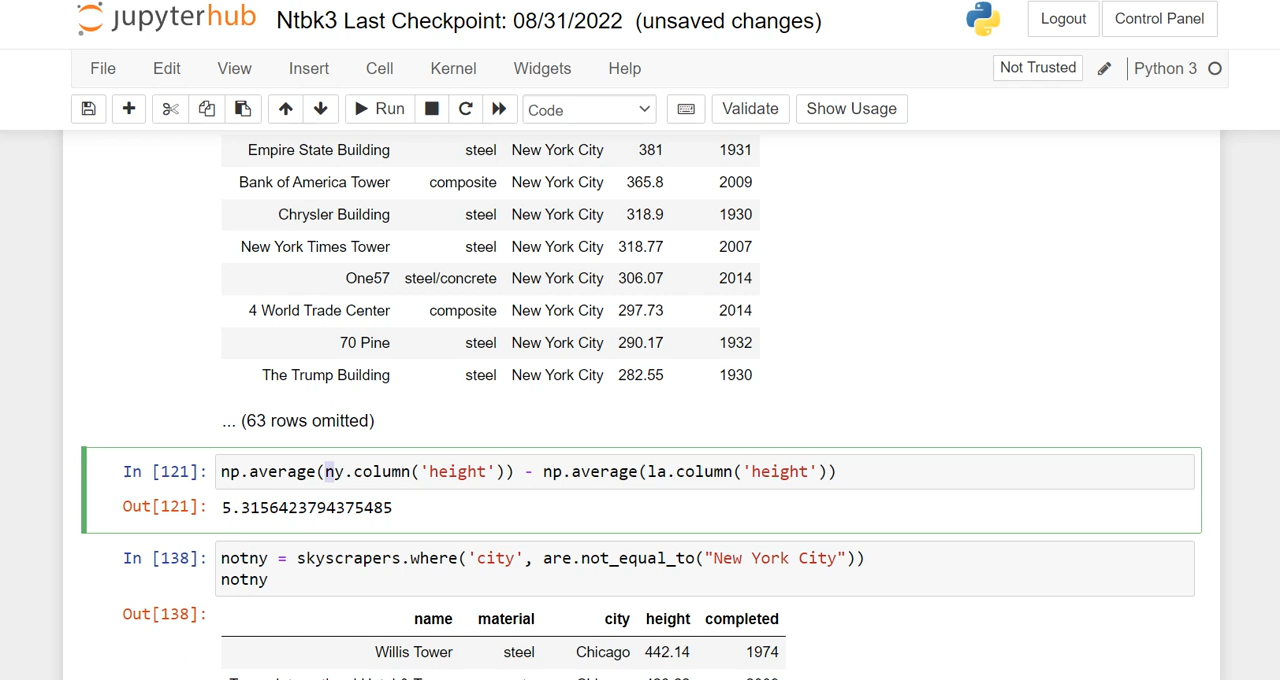 jupyterhub Ntbk3 Last Checkpoint: 08/31/2022 (unsaved changes) Logout Control Panel
File Edit View Insert Cell Kernel Widgets Help Not Trusted Python 3
Run Code Validate Show Usage
Empire State Building steel New York City 381 1931
Bank of America Tower composite New York City 365.8 2009
Chrysler Building steel New York City 318.9 1930
New York Times Tower steel New York City 318.77 2007
One57 steel/concrete New York City 306.07 2014
4 World Trade Center composite New York City 297.73 2014
70 Pine steel New York City 290.17 1932
The Trump Building steel New York City 282.55 1930
... (63 rows omitted)
In [121]: np.average(ny.column('height')) - np.average(la.column('height'))
Out[121]: 5.3156423794375485
In [138]: notny = skyscrapers.where('city', are.not_equal_to("New York City"))
notny
Out[138]:
name material city height completed
Willis Tower steel Chicago 442.14 1974